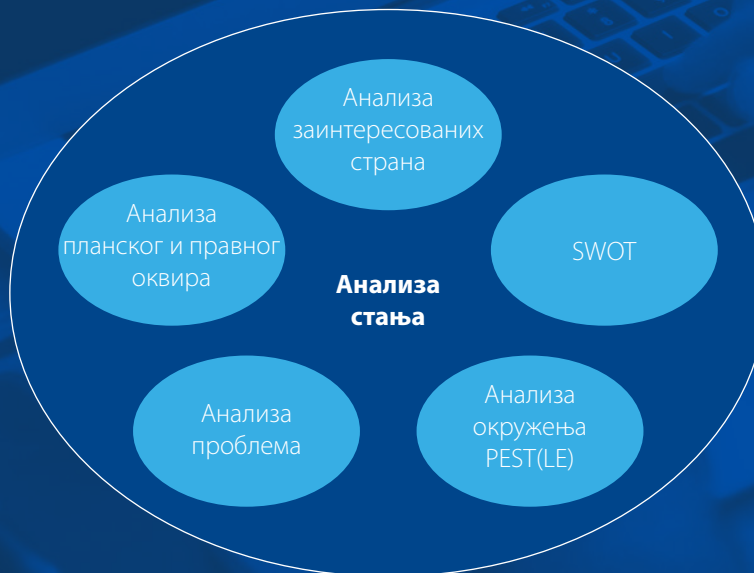 Анализа
заинтересованих
страна
Анализа
планског и правног
оквира
SWOT
Анализа
стања
Анализа
проблема
Анализа
окружења
PEST(LE)